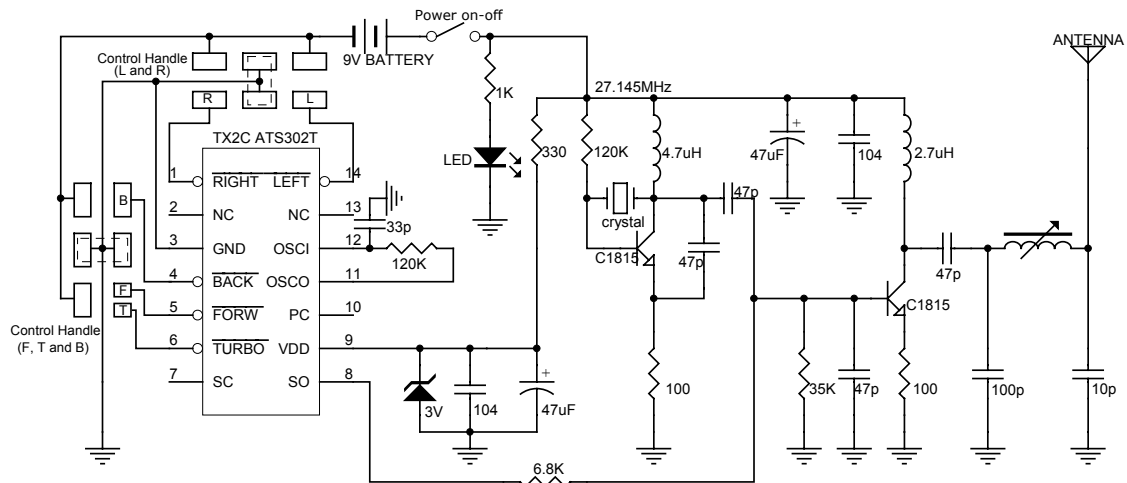 Power on-off
ANTENNA
Control Handle
(L and R)
9V BATTERY
1K
27.145MHz
R
L
TX2C ATS302T
LED
330
120K
4.7uH
+
47uF
104
2.7uH
1
RIGHT
LEFT
14
B
2
NC
NC
13
33p
crystal
47p
3
GND
OSCI
12
120K
C1815
47p
47p
4
BACK
OSCO
11
F
T
5
FORW
PC
10
C1815
Control Handle
(F, T and B)
6
TURBO
VDD
9
7
SC
SO
8
3V
104
+
47uF
100
35K
47p
100
100p
10p
6.8K